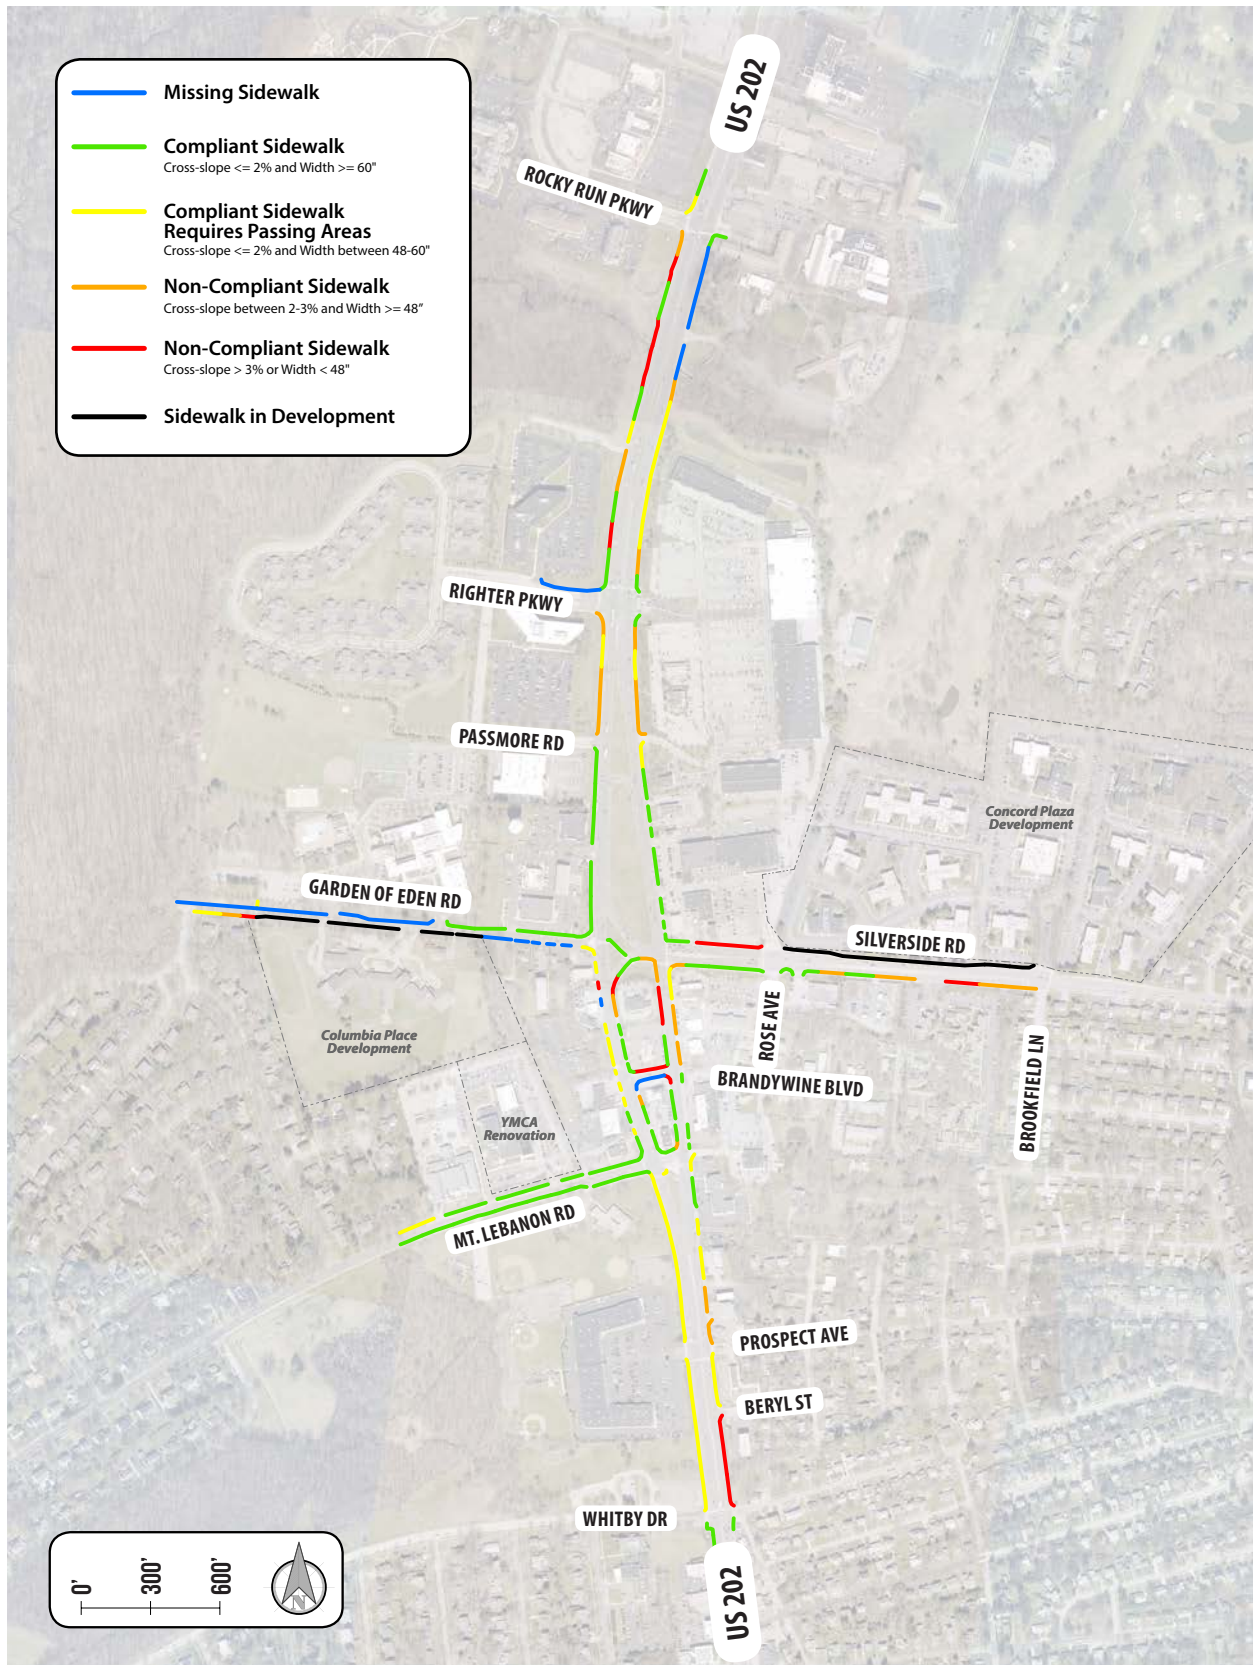 US 202
Missing Sidewalk
Compliant Sidewalk
Cross-slope <= 2% and Width >= 60"
Compliant Sidewalk
Requires Passing Areas
Cross-slope <= 2% and Width between 48-60"
Non-Compliant Sidewalk
Cross-slope between 2-3% and Width >= 48”
Non-Compliant Sidewalk
Cross-slope > 3% or Width < 48"
Sidewalk in Development
ROCKY RUN PKWY
RIGHTER PKWY
PASSMORE RD
Concord Plaza
Development
GARDEN OF EDEN RD
SILVERSIDE RD
ROSE AVE
Columbia Place
Development
BRANDYWINE BLVD
BROOKFIELD LN
YMCA
Renovation
MT. LEBANON RD
PROSPECT AVE
BERYL ST
WHITBY DR
0'
300'
600'
N
US 202